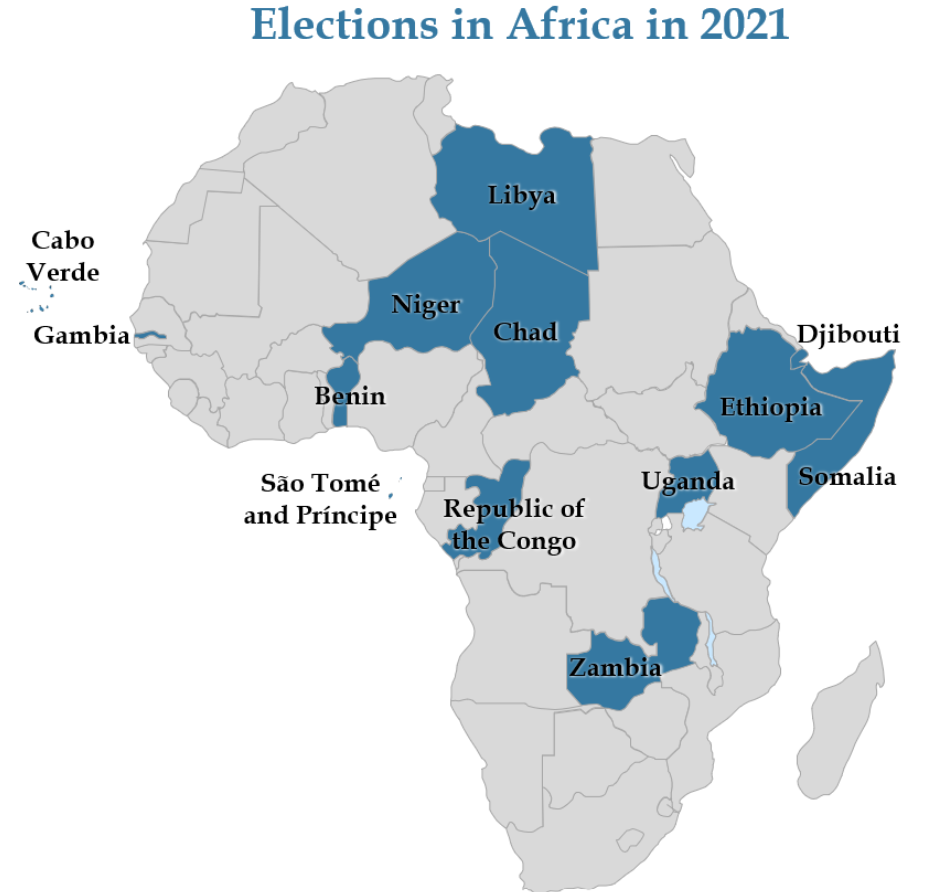 Elections in Africa in 2021
Libya
Cabo
Verde
Niger
Chad
Gambia
Djibouti
Benin
Ethiopia
São Tomé
and Príncipe
Uganda
Somalia
Republic of
the Congo
Zambia